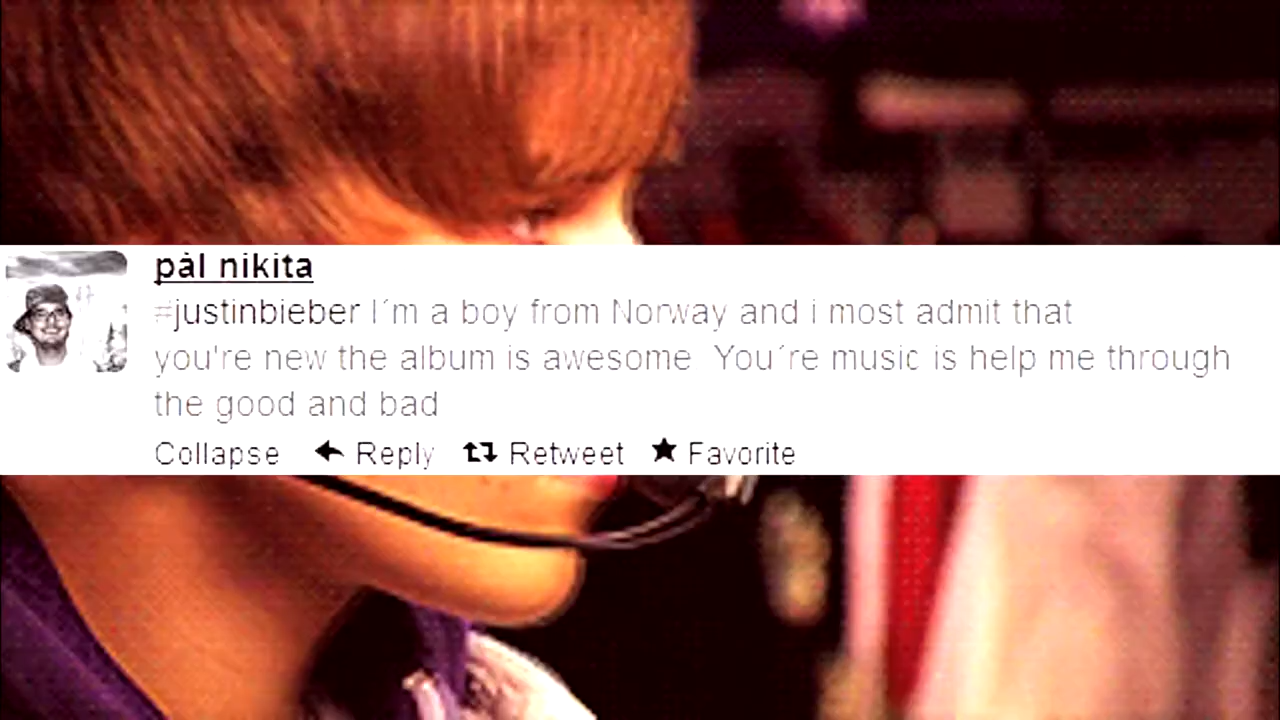 pål nikita
#justinbieber I´m a boy from Norway and i most admit that
you're new the album is awesome. You´re music is help me through
the good and bad
Collapse Reply Retweet Favorite